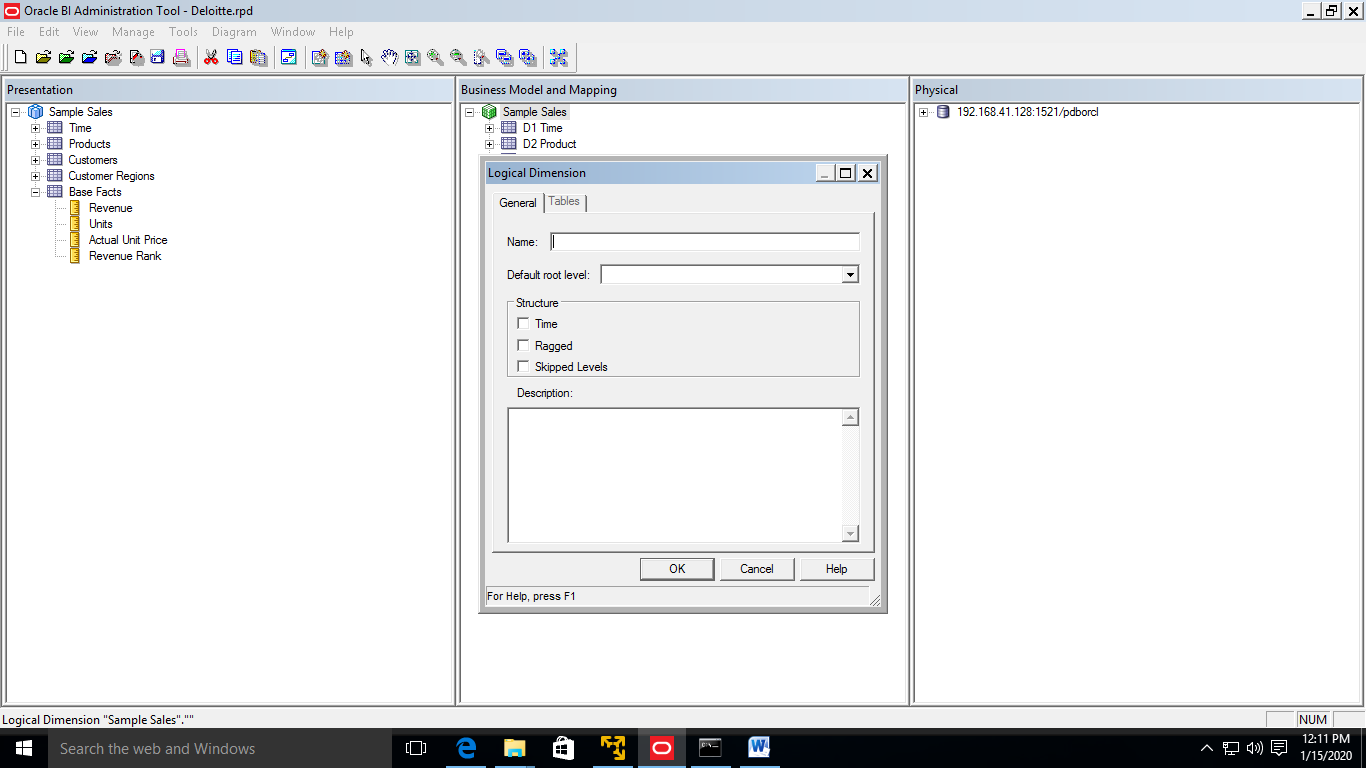 Oracle BI Administration Tool - Deloitte.rpd
File Edit View Manage Tools Diagram Window Help
Presentation
Sample Sales
Time
Products
Customers
Customer Regions
Base Facts
Revenue
Units
Actual Unit Price
Revenue Rank
Business Model and Mapping
Sample Sales
D1 Time
D2 Product
Physical
192.168.41.128:1521/pdborcl
Logical Dimension
General Tables
Name:
Default root level:
Structure
Time
Ragged
Skipped Levels
Description:
OK Cancel Help
For Help, press F1
Logical Dimension "Sample Sales".""
NUM
Search the web and Windows
12:11 PM
1/15/2020